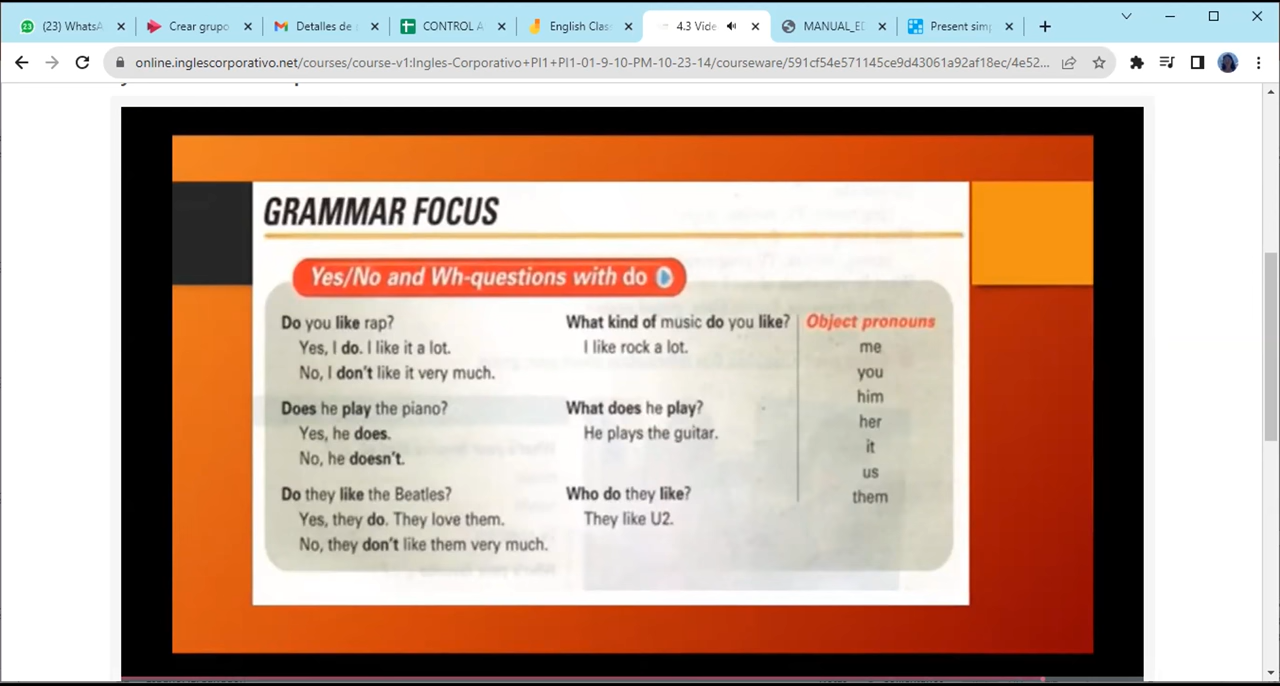 (23) WhatsA
Crear grupo
Detalles de
CONTROL A
English Clas
4.3 Vide
MANUAL_ED
Present sim
online.inglescorporativo.net/courses/course-v1:Ingles-Corporativo+PI1+PI1-01-9-10-PM-10-23-14/courseware/591cf54e571145ce9d43061a92af18ec/4e52...
GRAMMAR FOCUS
Yes/No and Wh-questions with do
Do you like rap?
Yes, I do. I like it a lot.
No, I don't like it very much.
Does he play the piano?
Yes, he does.
No, he doesn't.
Do they like the Beatles?
Yes, they do. They love them.
No, they don't like them very much.
What kind of music do you like?
I like rock a lot.
What does he play?
He plays the guitar.
Who do they like?
They like U2.
Object pronouns
me
you
him
her
it
us
them